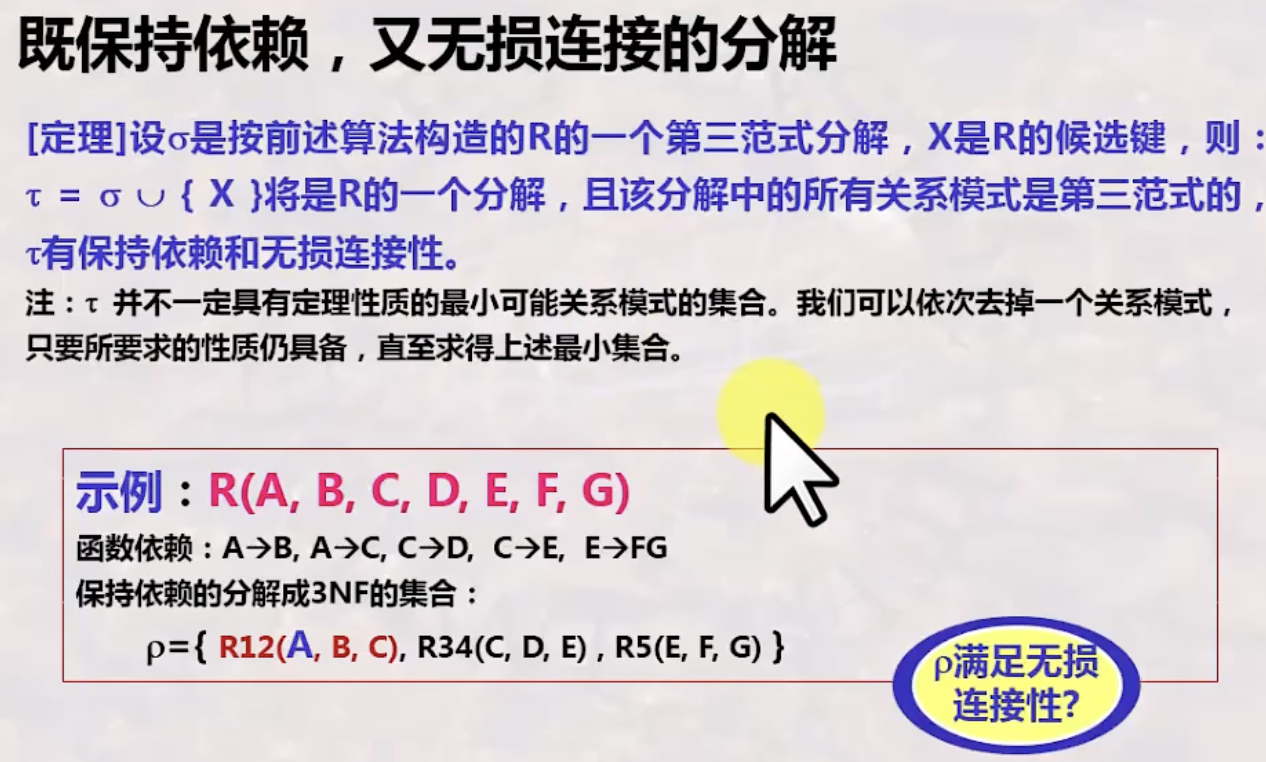 既保持依赖，又无损连接的分解
[定理]设σ是按前述算法构造的R的一个第三范式分解，X是R的候选键，则：
τ = σ ∪ { X }将是R的一个分解，且该分解中的所有关系模式是第三范式的，
τ有保持依赖和无损连接性。
注：τ 并不一定具有定理性质的最小可能关系模式的集合。我们可以依次去掉一个关系模式，
只要所要求的性质仍具备，直至求得上述最小集合。
示例：R(A, B, C, D, E, F, G)
函数依赖：A→B, A→C, C→D, C→E, E→FG
保持依赖的分解成3NF的集合：
ρ={ R12(A, B, C), R34(C, D, E) , R5(E, F, G) }
ρ满足无损
连接性?